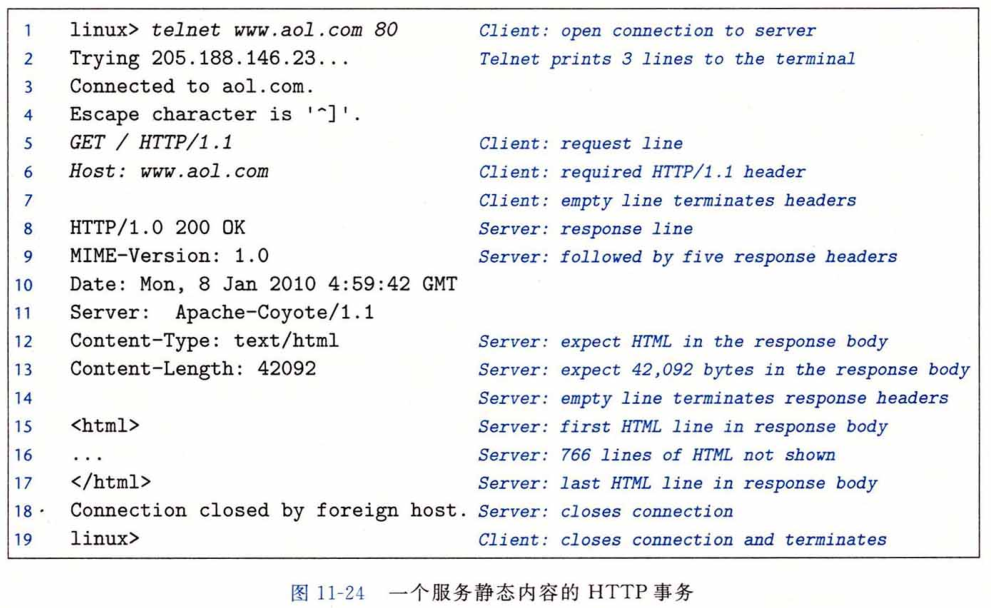 1 linux> telnet www.aol.com 80 Client: open connection to server
2 Trying 205.188.146.23... Telnet prints 3 lines to the terminal
3 Connected to aol.com.
4 Escape character is '^]'.
5 GET / HTTP/1.1 Client: request line
6 Host: www.aol.com Client: required HTTP/1.1 header
7 Client: empty line terminates headers
8 HTTP/1.0 200 OK Server: response line
9 MIME-Version: 1.0 Server: followed by five response headers
10 Date: Mon, 8 Jan 2010 4:59:42 GMT
11 Server: Apache-Coyote/1.1
12 Content-Type: text/html Server: expect HTML in the response body
13 Content-Length: 42092 Server: expect 42,092 bytes in the response body
14 Server: empty line terminates response headers
15 <html> Server: first HTML line in response body
16 ... Server: 766 lines of HTML not shown
17 </html> Server: last HTML line in response body
18 Connection closed by foreign host. Server: closes connection
19 linux> Client: closes connection and terminates
图 11-24 一个服务静态内容的 HTTP 事务